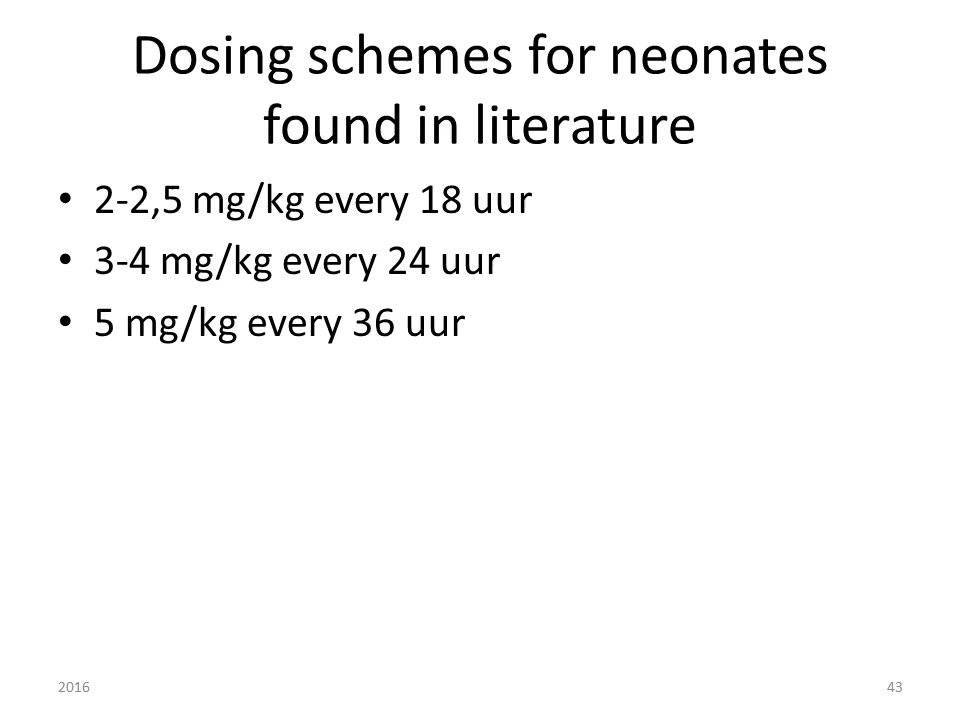 Dosing schemes for neonates
found in literature
• 2-2,5 mg/kg every 18 uur
• 3-4 mg/kg every 24 uur
• 5 mg/kg every 36 uur
2016
43